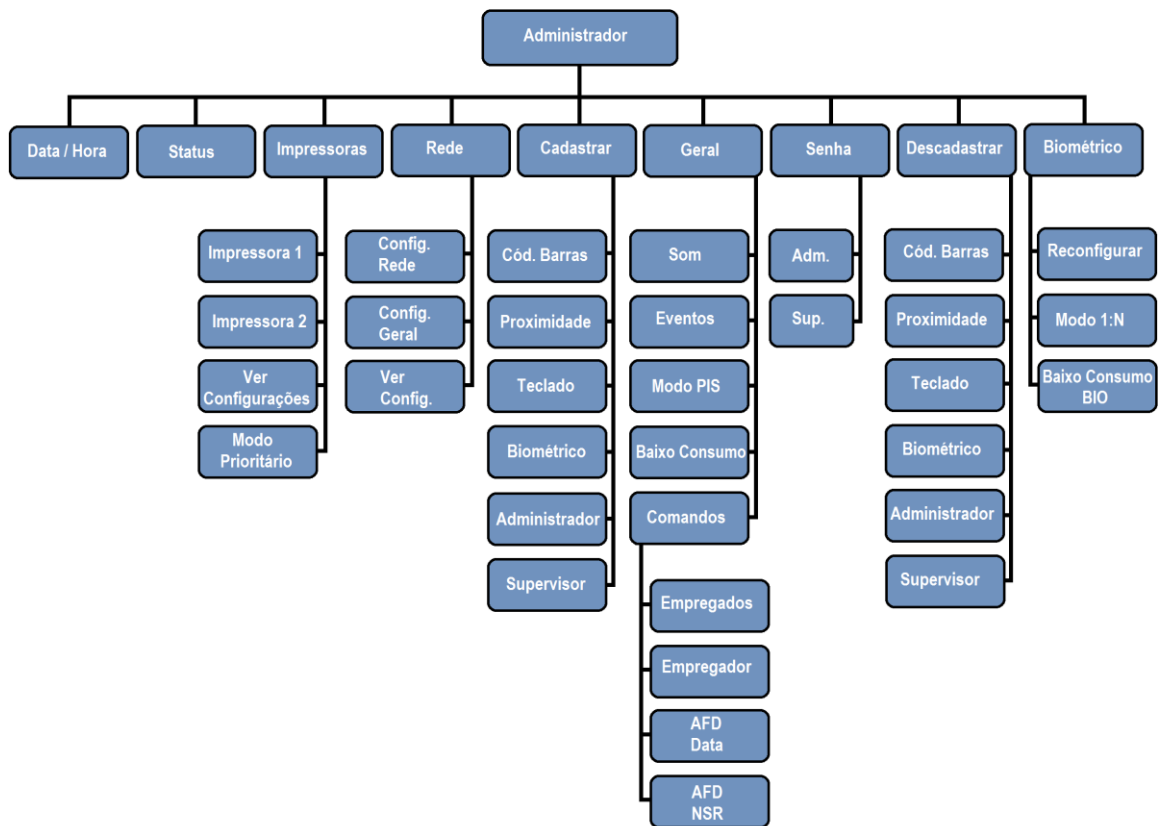 Administrador
Data / Hora
Status
Impressoras
Rede
Cadastrar
Geral
Senha
Descadastrar
Biométrico
Impressora 1
Impressora 2
Ver
Configurações
Modo
Prioritário
Config.
Rede
Config.
Geral
Ver
Config.
Cód. Barras
Proximidade
Teclado
Biométrico
Administrador
Supervisor
Som
Eventos
Modo PIS
Baixo Consumo
Comandos
Empregados
Empregador
AFD
Data
AFD
NSR
Adm.
Sup.
Cód. Barras
Proximidade
Teclado
Biométrico
Administrador
Supervisor
Reconfigurar
Modo 1:N
Baixo Consumo
BIO